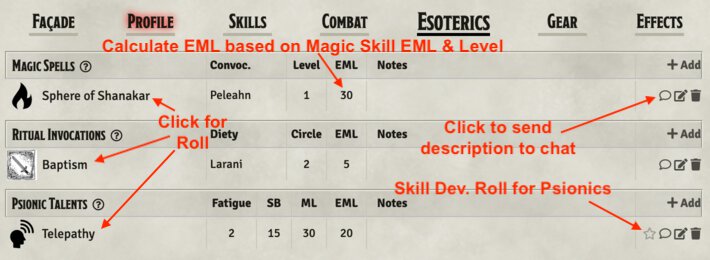 Façade Profile Skills Combat Esoterics Gear Effects
Calculate EML based on Magic Skill EML & Level
Magic Spells ? Convoc. Level EML Notes + Add
Sphere of Shanakar Peleahn 1 30
Click for
Roll
Click to send
description to chat
Ritual Invocations ? Diety Circle EML Notes
Baptism Larani 2 5
Skill Dev. Roll for Psionics
Psionic Talents ? Fatigue SB ML EML Notes + Add
Telepathy 2 15 30 20